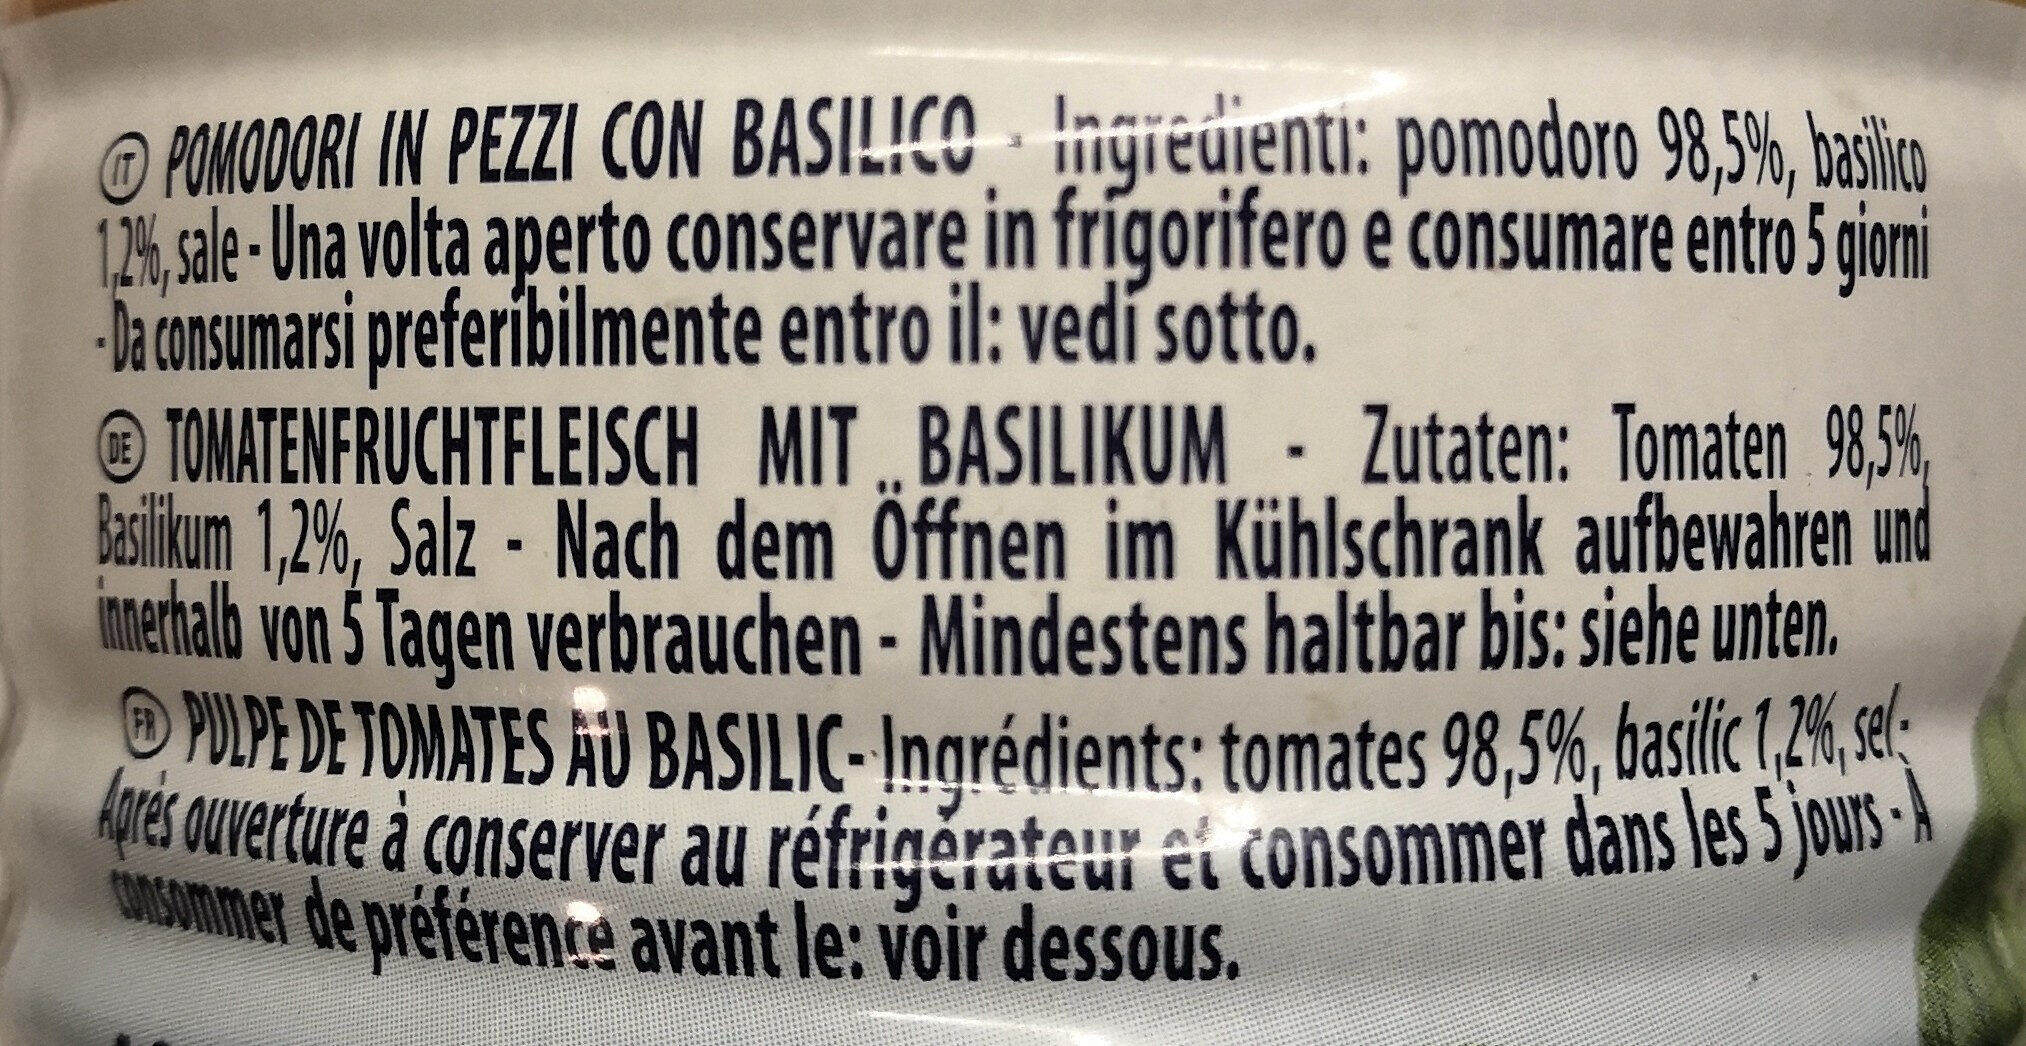 IT POMODORI IN PEZZI CON BASILICO - Ingredienti: pomodoro 98,5%, basilico
1,2%, sale - Una volta aperto conservare in frigorifero e consumare entro 5 giorni
- Da consumarsi preferibilmente entro il: vedi sotto.
DE TOMATENFRUCHTFLEISCH MIT BASILIKUM - Zutaten: Tomaten 98,5%,
Basilikum 1,2%, Salz - Nach dem Öffnen im Kühlschrank aufbewahren und
innerhalb von 5 Tagen verbrauchen - Mindestens haltbar bis: siehe unten.
FR PULPE DE TOMATES AU BASILIC- Ingrédients: tomates 98,5%, basilic 1,2%, sel -
Après ouverture à conserver au réfrigérateur et consommer dans les 5 jours - À
consommer de préférence avant le: voir dessous.